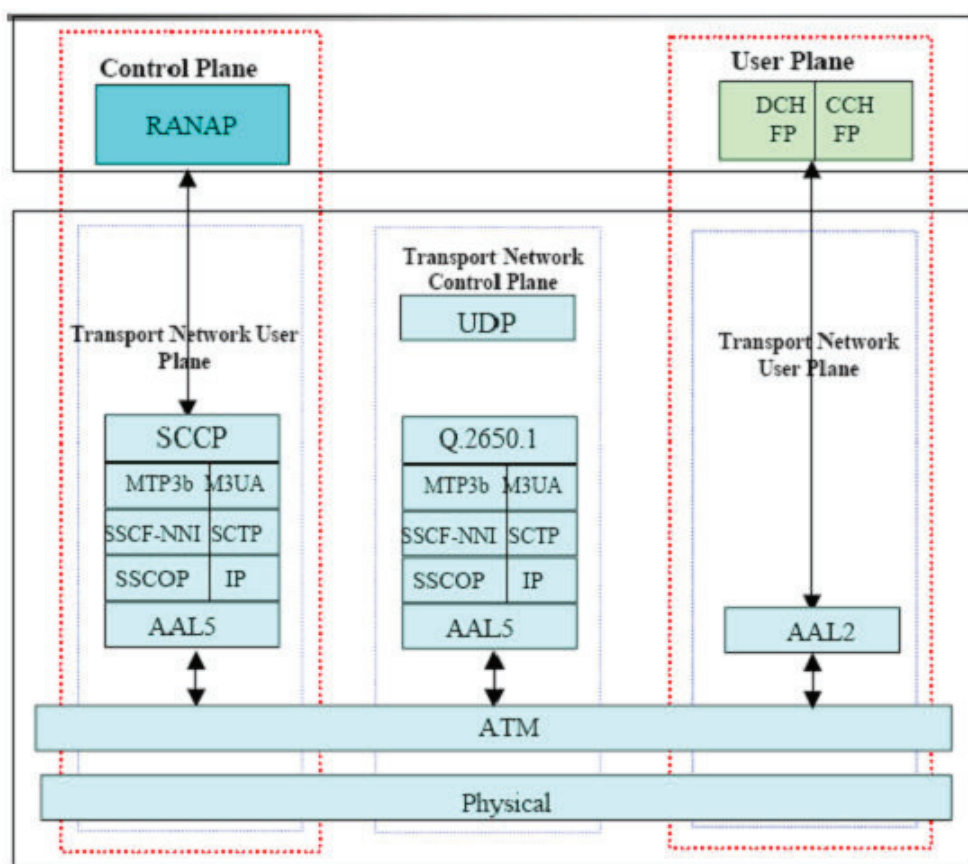 Control Plane
RANAP
User Plane
DCH CCH
FP FP
Transport Network User
Plane
SCCP
MTP3b M3UA
SSCF-NNI SCTP
SSCOP IP
AAL5
Transport Network
Control Plane
UDP
Q.2650.1
MTP3b M3UA
SSCF-NNI SCTP
SSCOP IP
AAL5
Transport Network
User Plane
AAL2
ATM
Physical